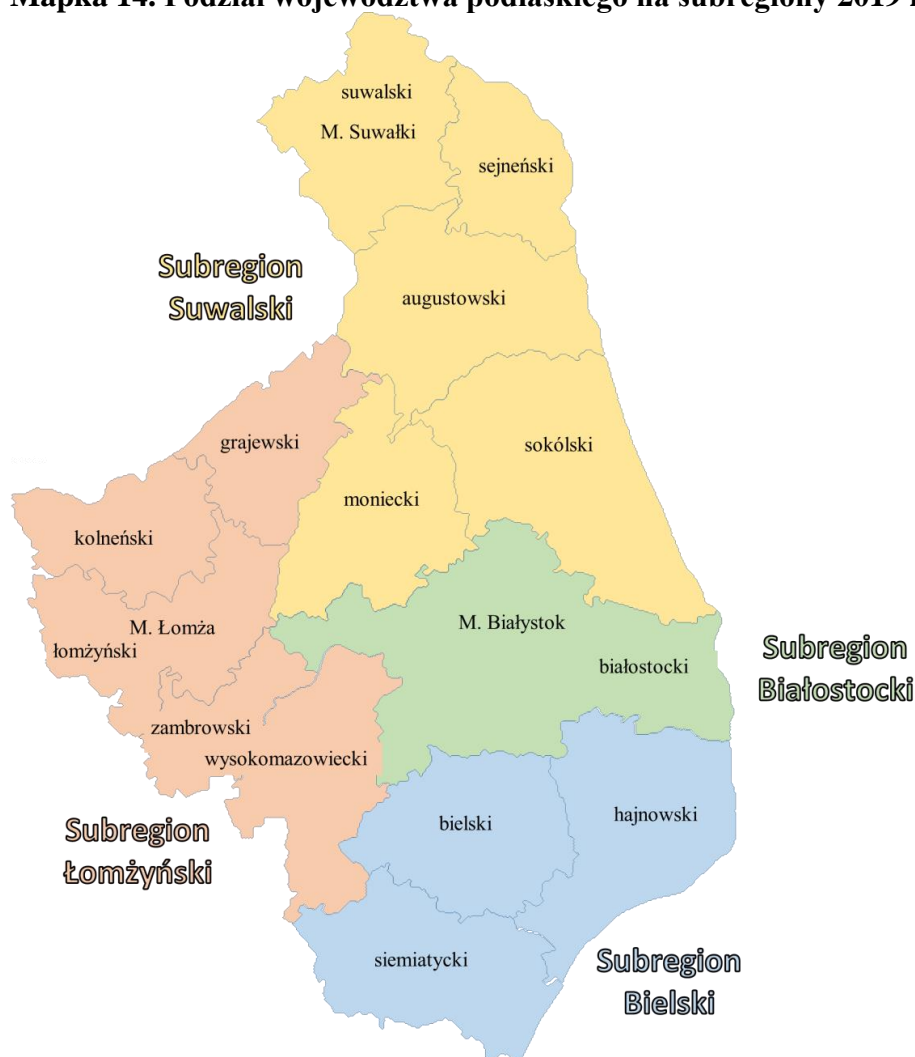 Mapka 14. Podział województwa podlaskiego na subregiony 2019 r
suwalski
M. Suwałki
sejneński
Subregion
Suwalski
augustowski
grajewski
sokólski
moniecki
kolneński
M. Łomża
łomżyński
M. Białystok
białostocki
Subregion
Białostocki
zambrowski
wysokomazowiecki
Subregion
Łomżyński
bielski
hajnowski
siemiatycki
Subregion
Bielski